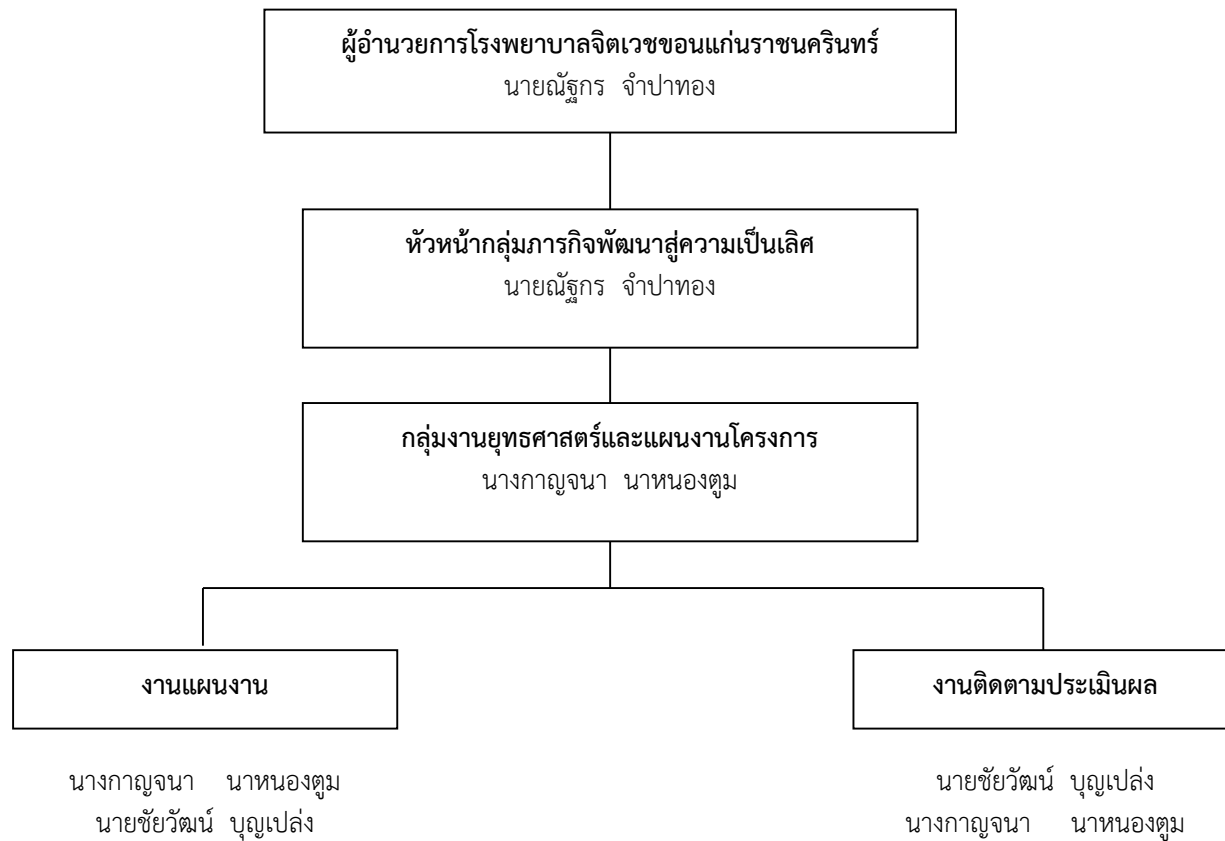 ผู้อำนวยการโรงพยาบาลจิตเวชขอนแก่นราชนครินทร์
นายณัฐกร จำปาทอง
หัวหน้ากลุ่มภารกิจพัฒนาสู่ความเป็นเลิศ
นายณัฐกร จำปาทอง
กลุ่มงานยุทธศาสตร์และแผนงานโครงการ
นางกาญจนา นาหนองตูม
งานแผนงาน
นางกาญจนา นาหนองตูม
นายชัยวัฒน์ บุญเปล่ง
งานติดตามประเมินผล
นายชัยวัฒน์ บุญเปล่ง
นางกาญจนา นาหนองตูม